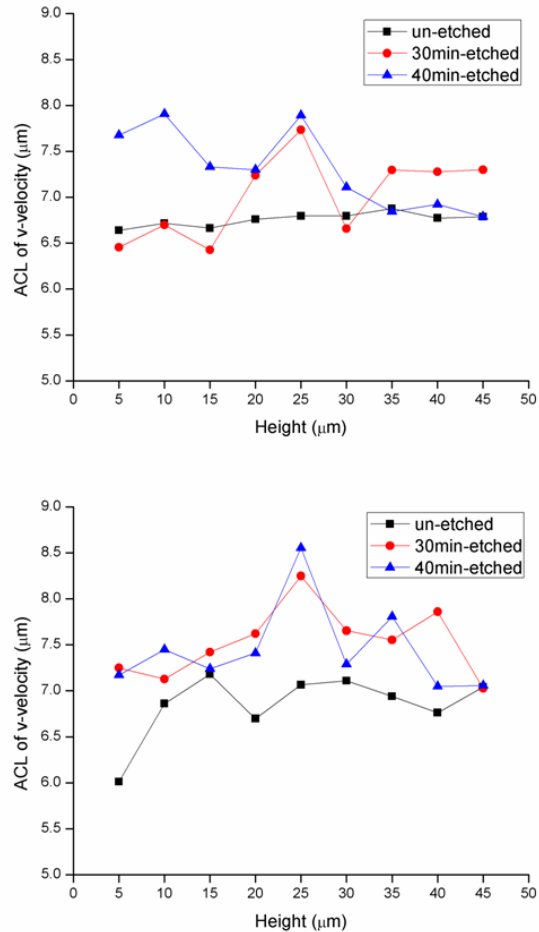 9.0
8.5
8.0
7.5
7.0
6.5
6.0
5.5
5.0
ACL of v-velocity (μm)
un-etched
30min-etched
40min-etched
0 5 10 15 20 25 30 35 40 45 50
Height (μm)
9.0
8.5
8.0
7.5
7.0
6.5
6.0
5.5
5.0
ACL of v-velocity (μm)
un-etched
30min-etched
40min-etched
0 5 10 15 20 25 30 35 40 45 50
Height (μm)